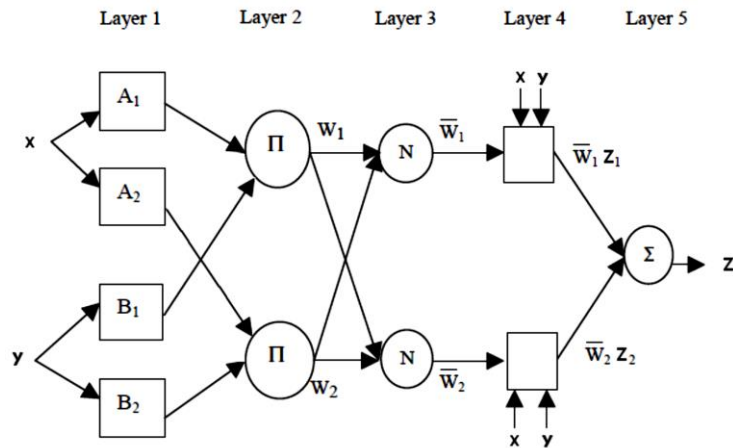 Layer 1 Layer 2 Layer 3 Layer 4 Layer 5
x y
A₁
W₁ W̅₁
Π N
x W̅₁ z₁
A₂
Σ z
B₁
W̅₂ z₂
y Π N
W₂ W̅₂
B₂
x y